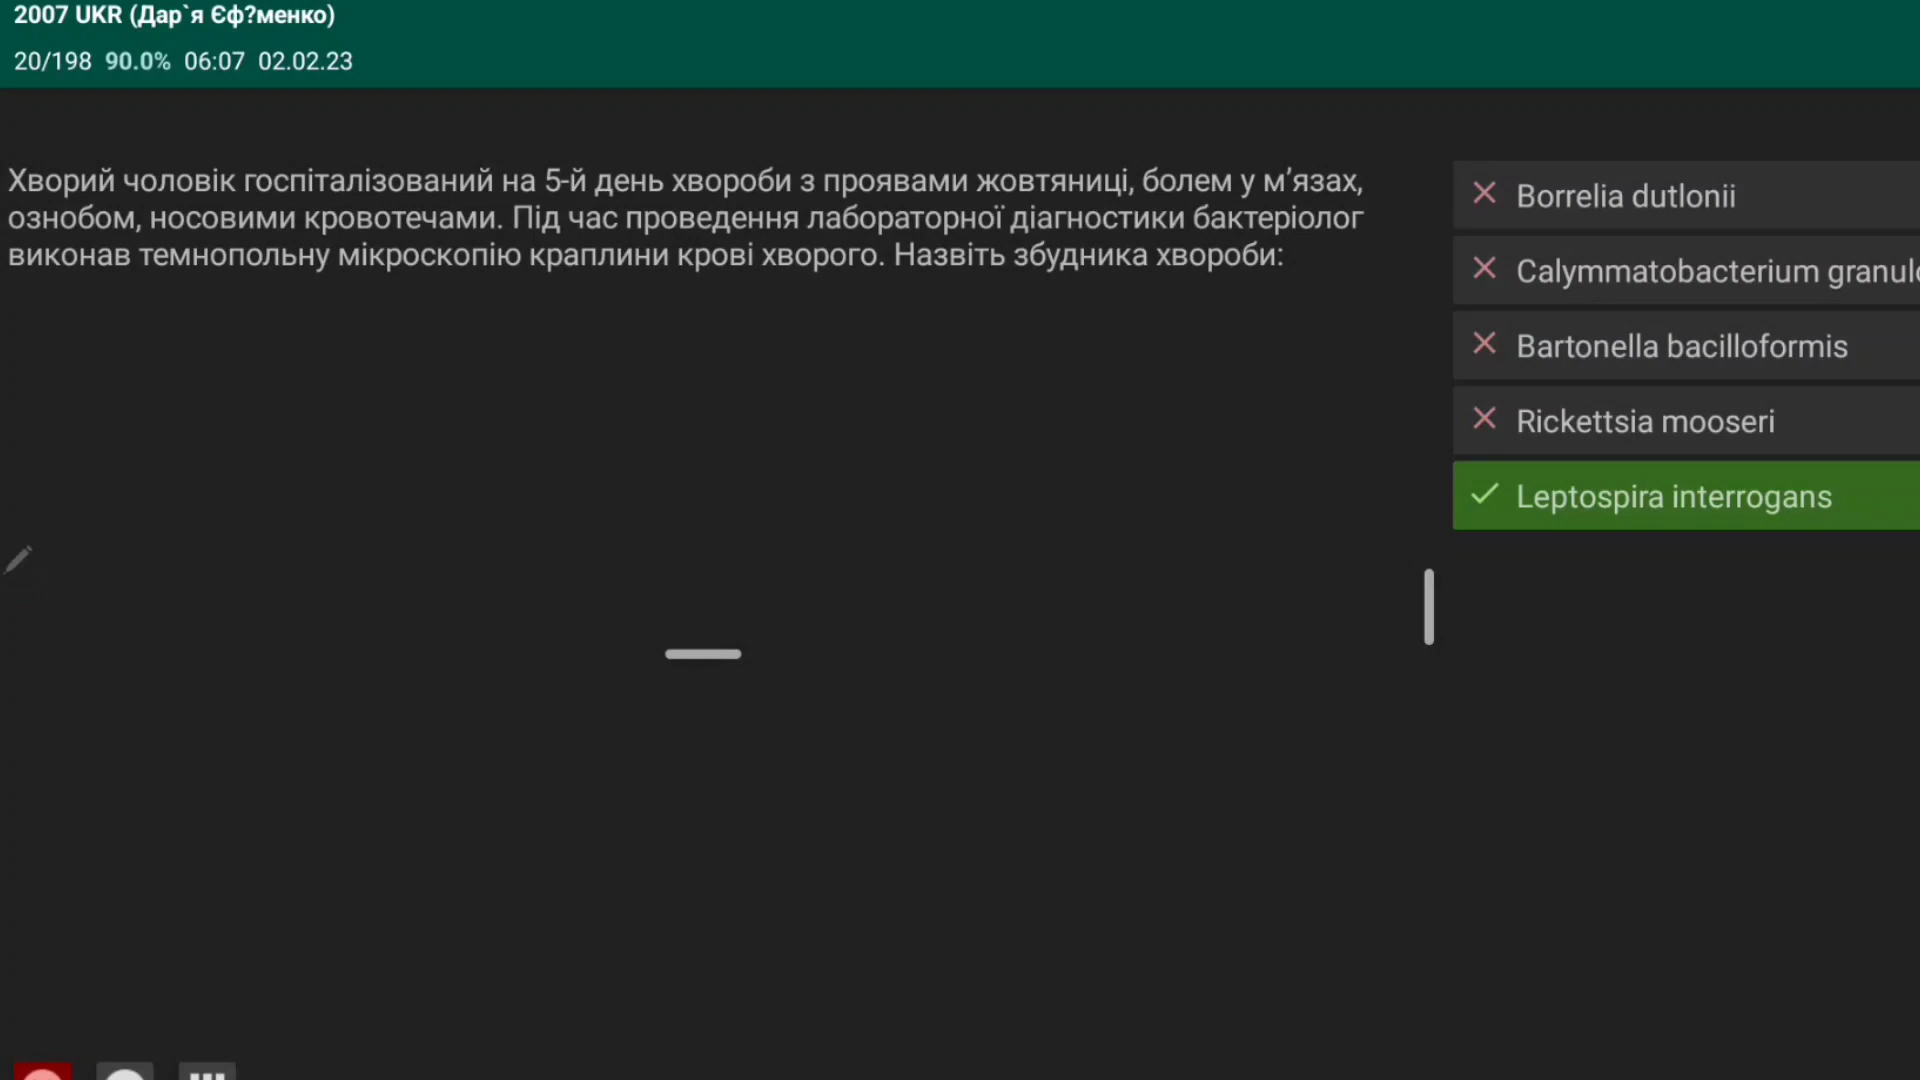 2007 UKR (Дар`я Єф?менко)
20/198 90.0% 06:07 02.02.23
Хворий чоловік госпіталізований на 5-й день хвороби з проявами жовтяниці, болем у м’язах,
ознобом, носовими кровотечами. Під час проведення лабораторної діагностики бактеріолог
виконав темнопольну мікроскопію краплини крові хворого. Назвіть збудника хвороби:
Borrelia dutlonii
Calymmatobacterium granulo
Bartonella bacilloformis
Rickettsia mooseri
Leptospira interrogans